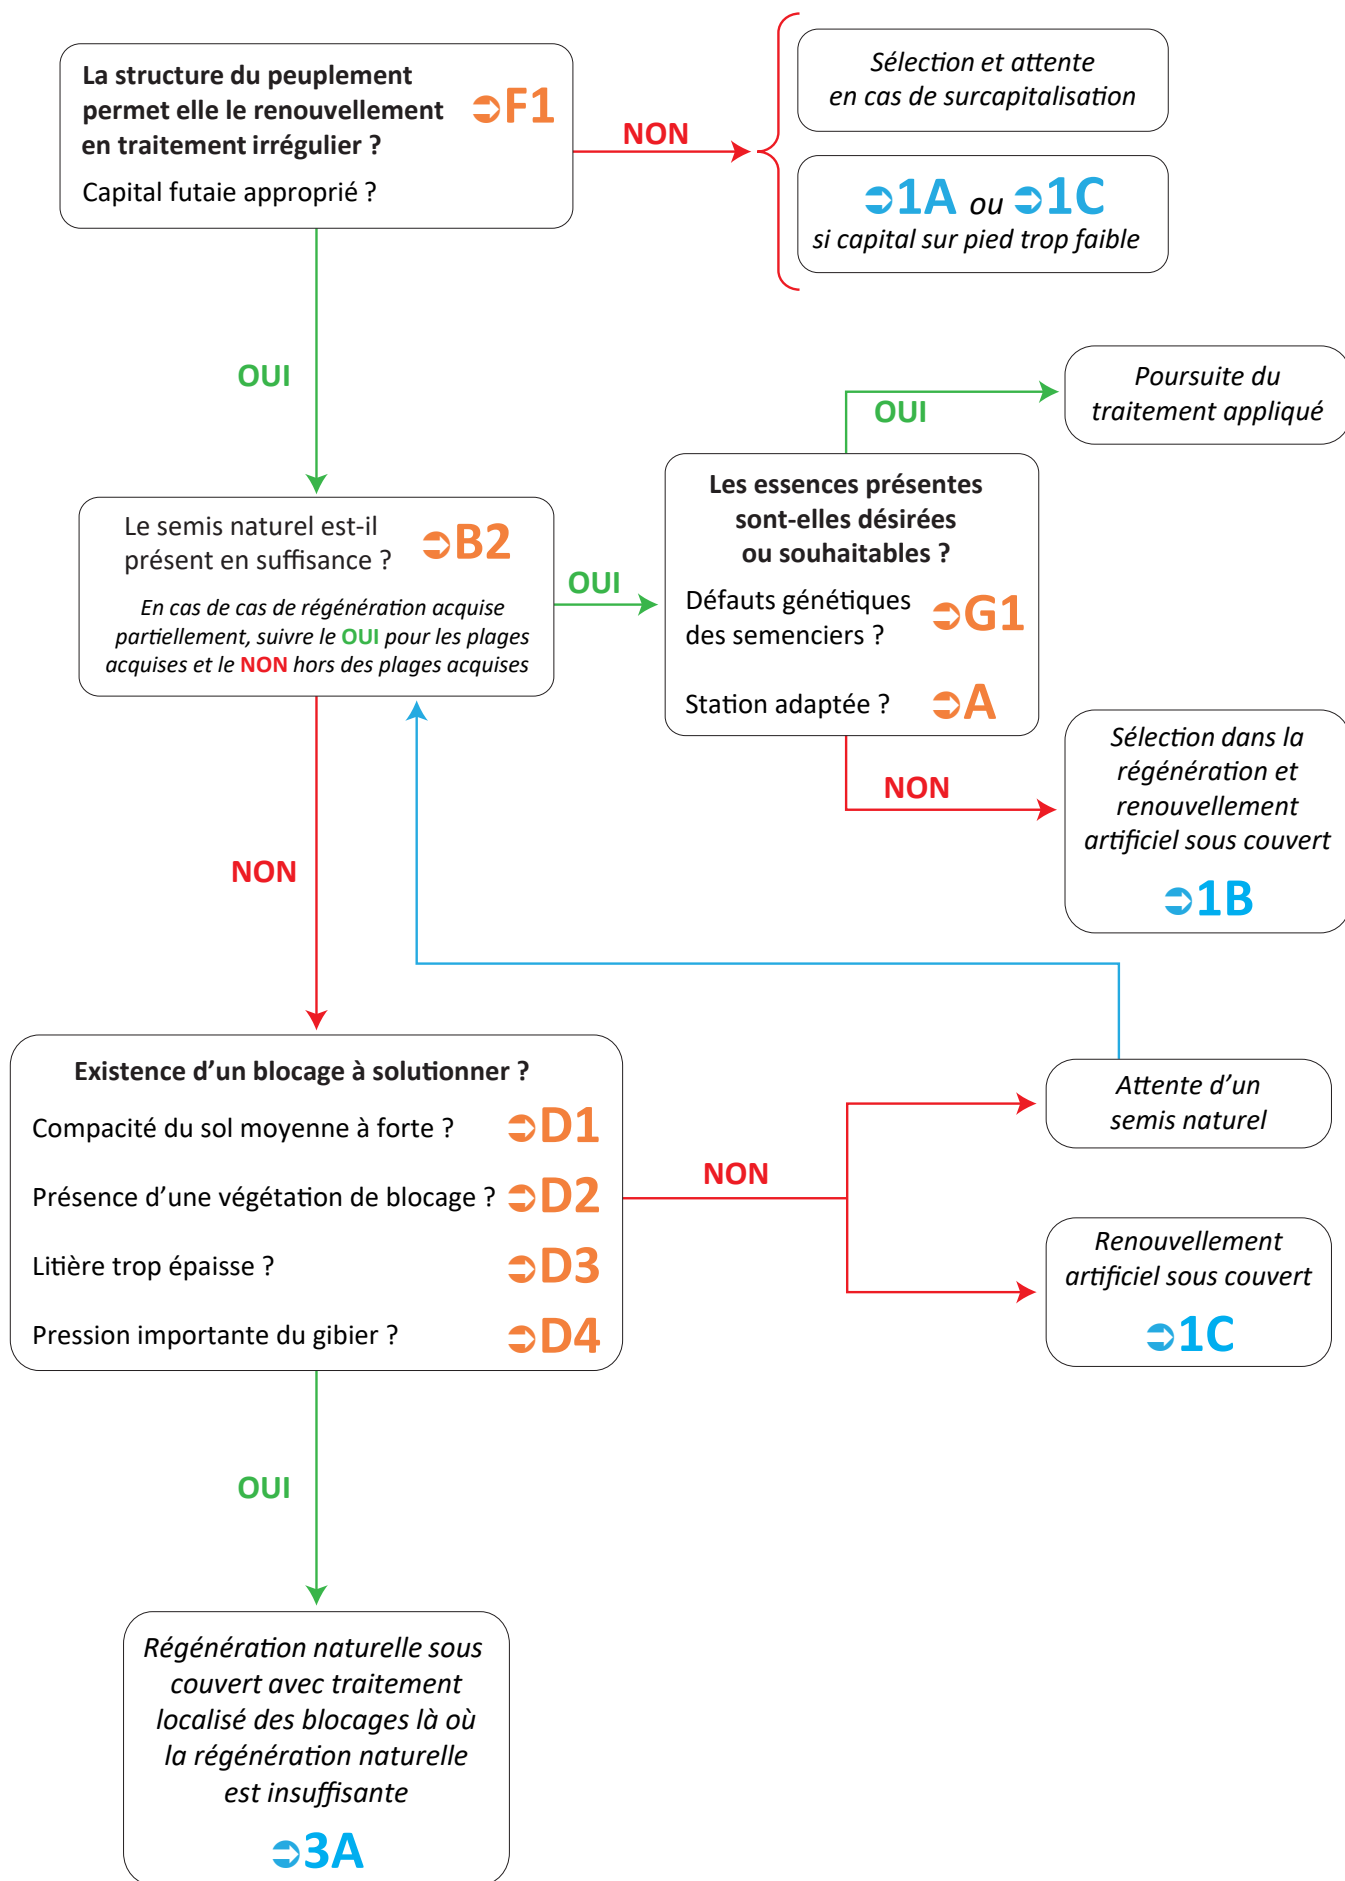 La structure du peuplement
permet elle le renouvellement
en traitement irrégulier ?
➲F1
Capital futaie approprié ?
NON
Sélection et attente
en cas de surcapitalisation
➲1A ou ➲1C
si capital sur pied trop faible
OUI
Poursuite du
traitement appliqué
OUI
Le semis naturel est-il
présent en suffisance ?
➲B2
En cas de cas de régénération acquise
partiellement, suivre le OUI pour les plages
acquises et le NON hors des plages acquises
OUI
Les essences présentes
sont-elles désirées
ou souhaitables ?
Défauts génétiques
des semenciers ?
➲G1
Station adaptée ?
➲A
NON
Sélection dans la
régénération et
renouvellement
artificiel sous couvert
➲1B
NON
Existence d’un blocage à solutionner ?
Compacité du sol moyenne à forte ? ➲D1
Présence d’une végétation de blocage ? ➲D2
Litière trop épaisse ? ➲D3
Pression importante du gibier ? ➲D4
NON
Attente d’un
semis naturel
Renouvellement
artificiel sous couvert
➲1C
OUI
Régénération naturelle sous
couvert avec traitement
localisé des blocages là où
la régénération naturelle
est insuffisante
➲3A